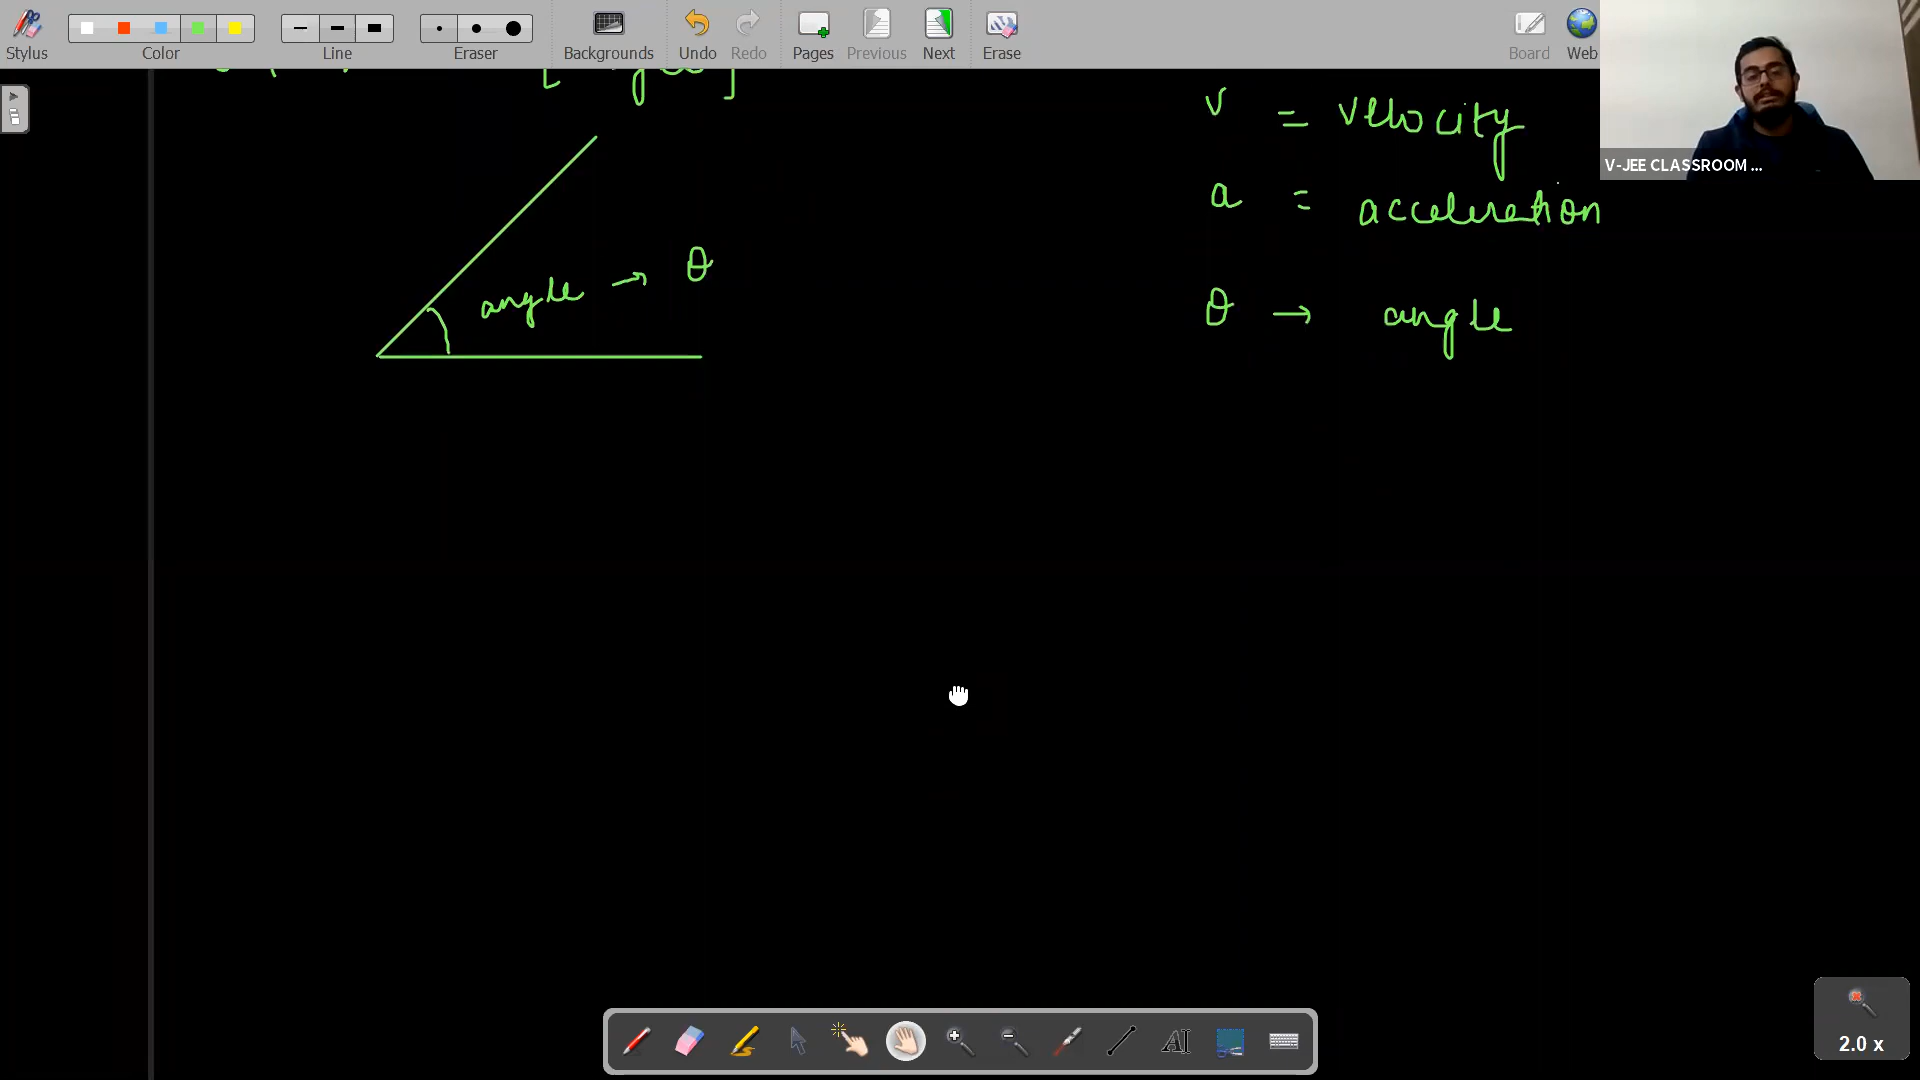 Stylus
Color
Line
Eraser
Backgrounds
Undo
Redo
Pages
Previous
Next
Erase
Board
Web
V-JEE CLASSROOM ...
v = velocity
a = acceleration
angle → θ
θ → angle
2.0 x